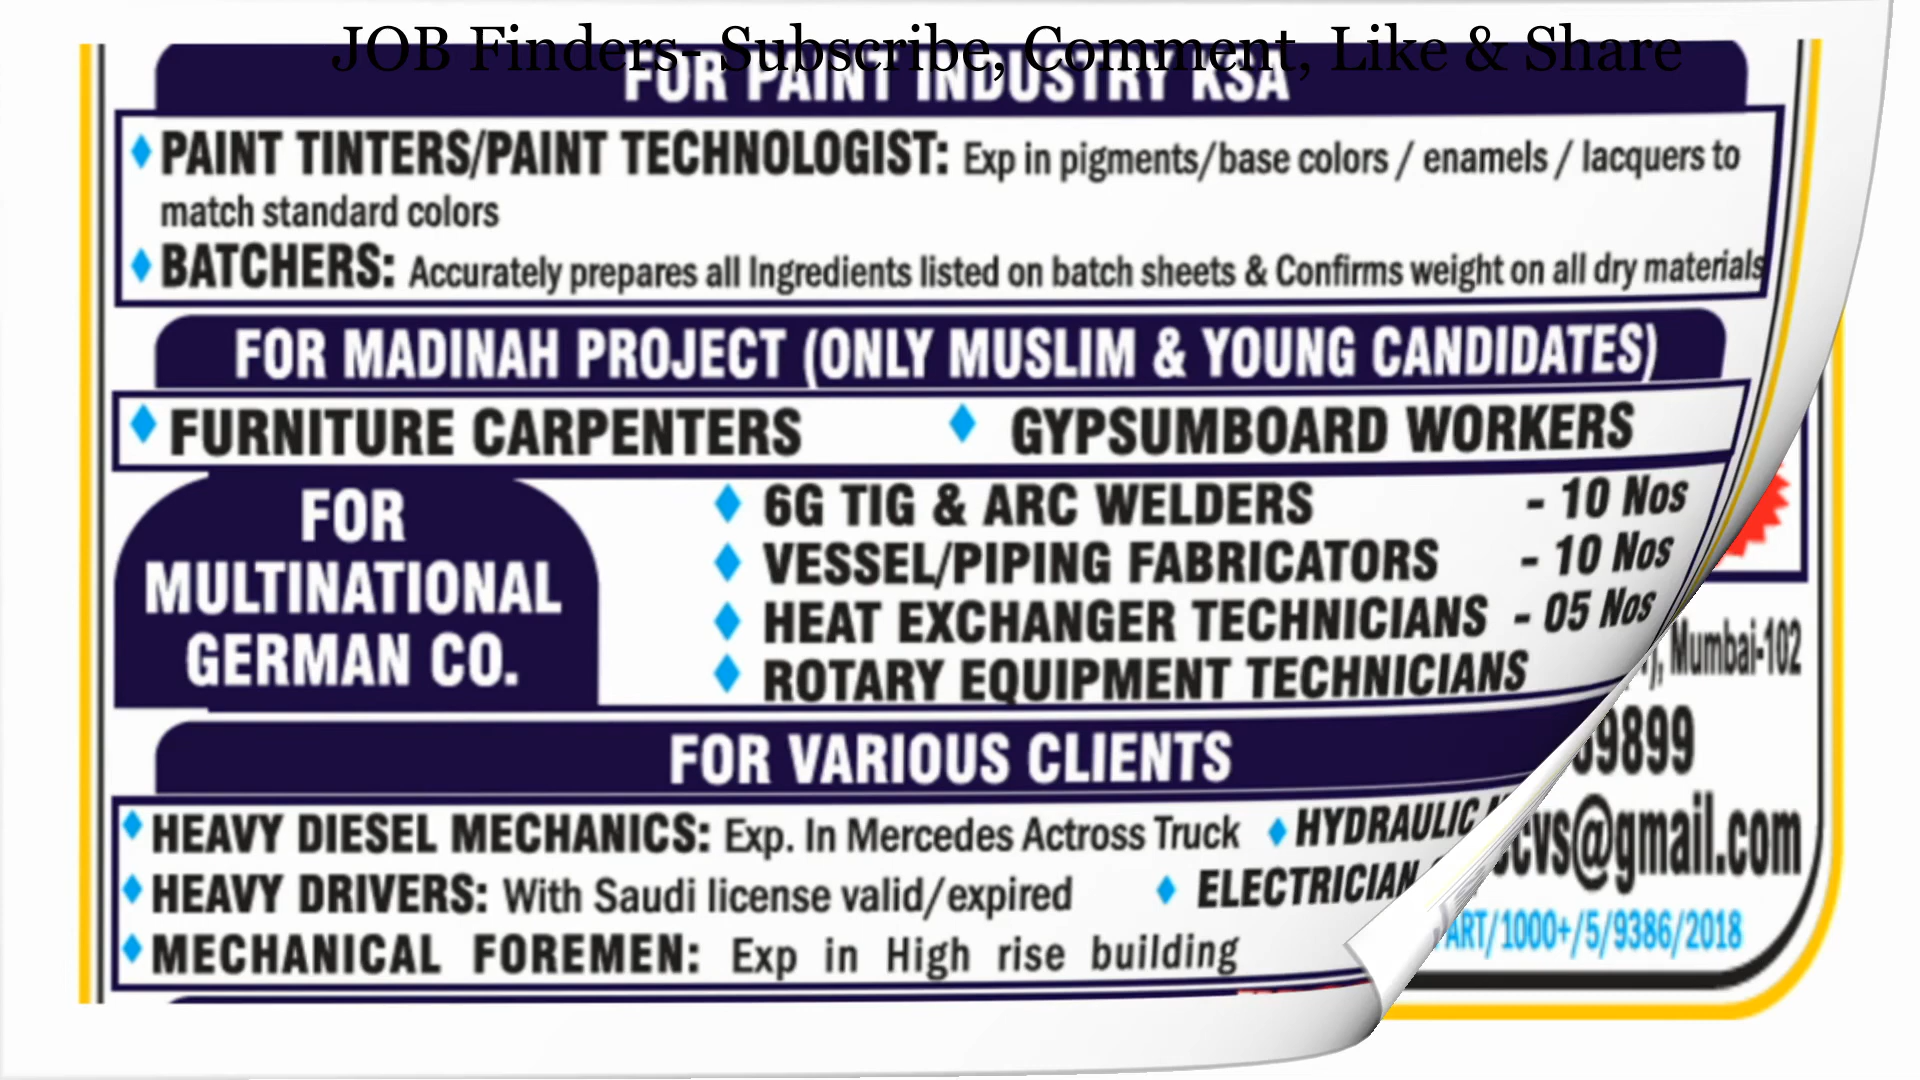 JOB Finders- Subscribe, Comment, Like & Share
FOR PAINT INDUSTRY KSA
PAINT TINTERS/PAINT TECHNOLOGIST: Exp in pigments/base colors / enamels / lacquers to
match standard colors
BATCHERS: Accurately prepares all Ingredients listed on batch sheets & Confirms weight on all dry materials
FOR MADINAH PROJECT (ONLY MUSLIM & YOUNG CANDIDATES)
FURNITURE CARPENTERS GYPSUMBOARD WORKERS
FOR
MULTINATIONAL
GERMAN CO.
6G TIG & ARC WELDERS - 10 Nos
VESSEL/PIPING FABRICATORS - 10 Nos
HEAT EXCHANGER TECHNICIANS - 05 Nos
ROTARY EQUIPMENT TECHNICIANS
Mumbai-102
FOR VARIOUS CLIENTS
9899
HEAVY DIESEL MECHANICS: Exp. In Mercedes Actross Truck HYDRAULIC
cvs@gmail.com
HEAVY DRIVERS: With Saudi license valid/expired ELECTRICIAN
ART/1000+/5/9386/2018
MECHANICAL FOREMEN: Exp in High rise building